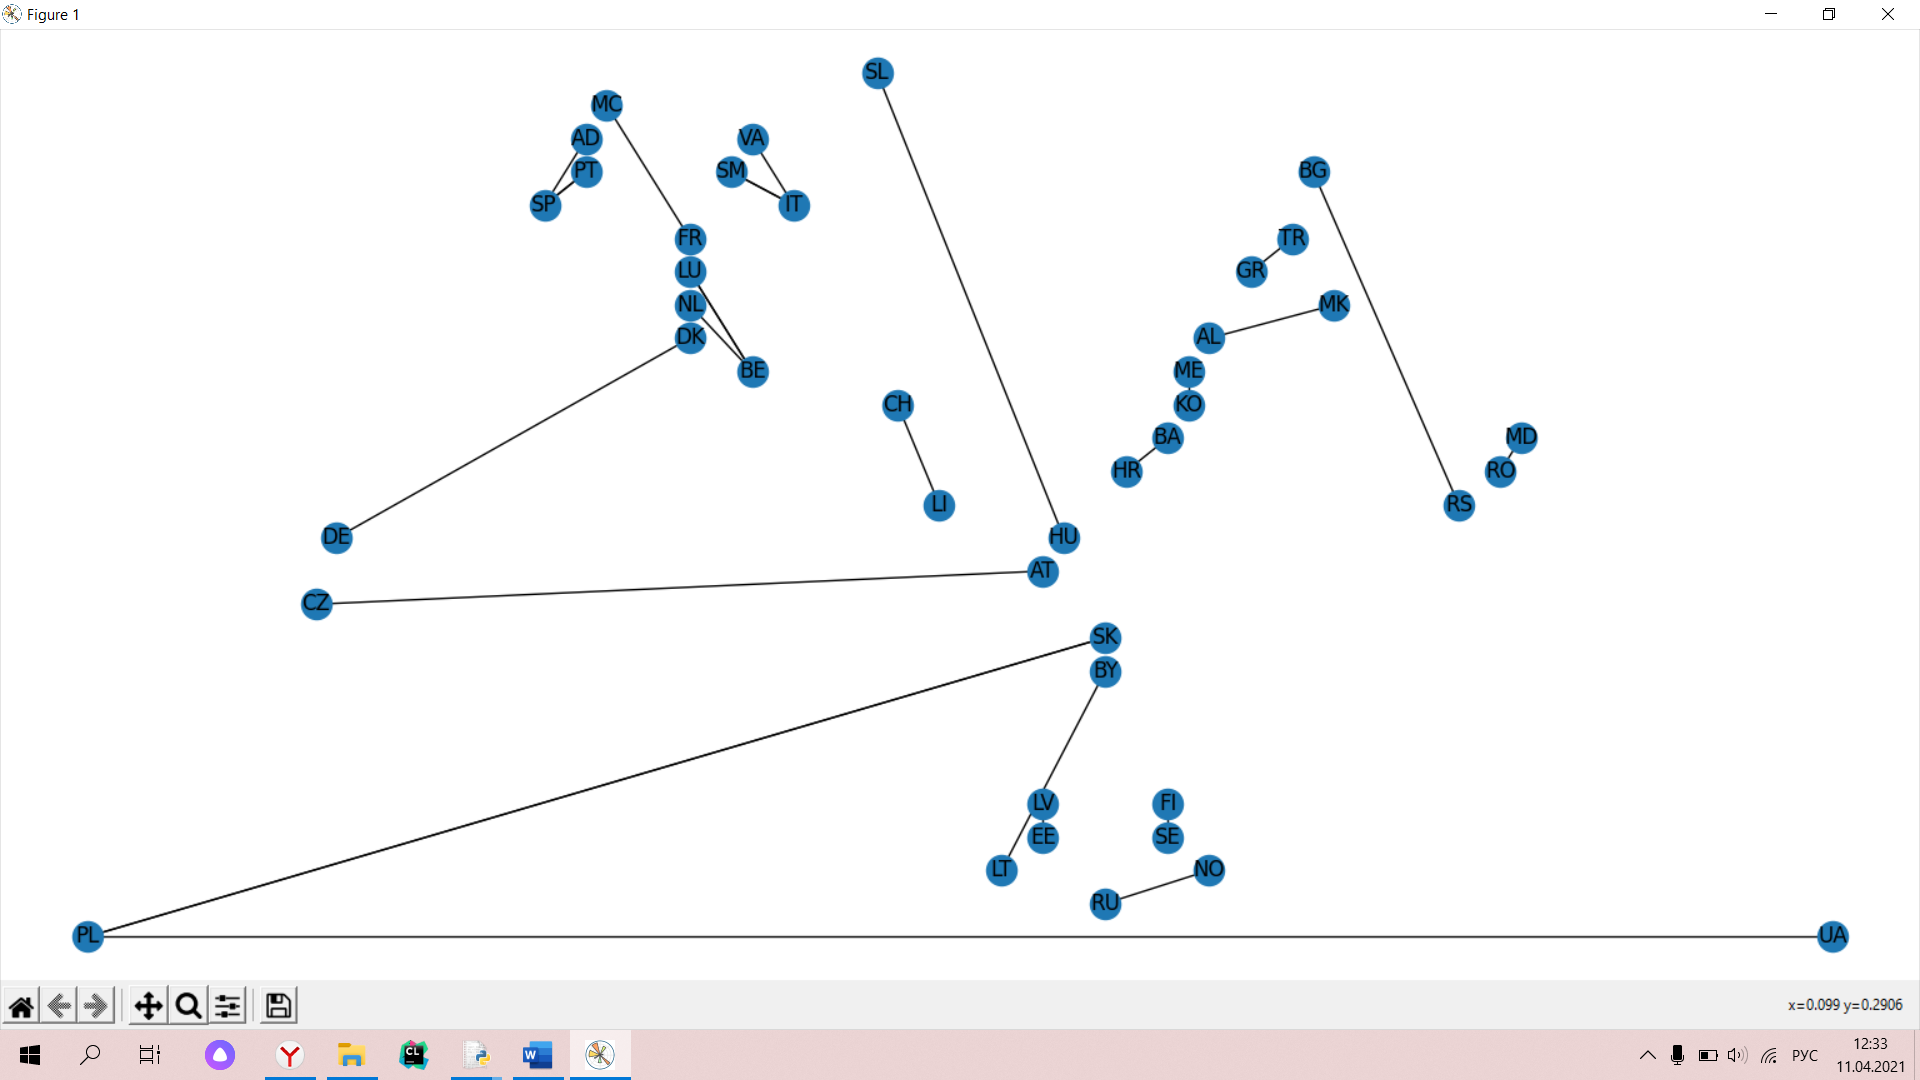 Figure 1
SL
MC
AD
VA
PT
SM
BG
SP
IT
FR
TR
LU
GR
NL
MK
DK
AL
BE
ME
CH
KO
BA
MD
HR
RO
LI
RS
DE
HU
AT
CZ
SK
BY
LV
FI
EE
SE
LT
NO
RU
PL
UA
x=0.099 y=0.2906
CL
W
12:33
РУС
11.04.2021